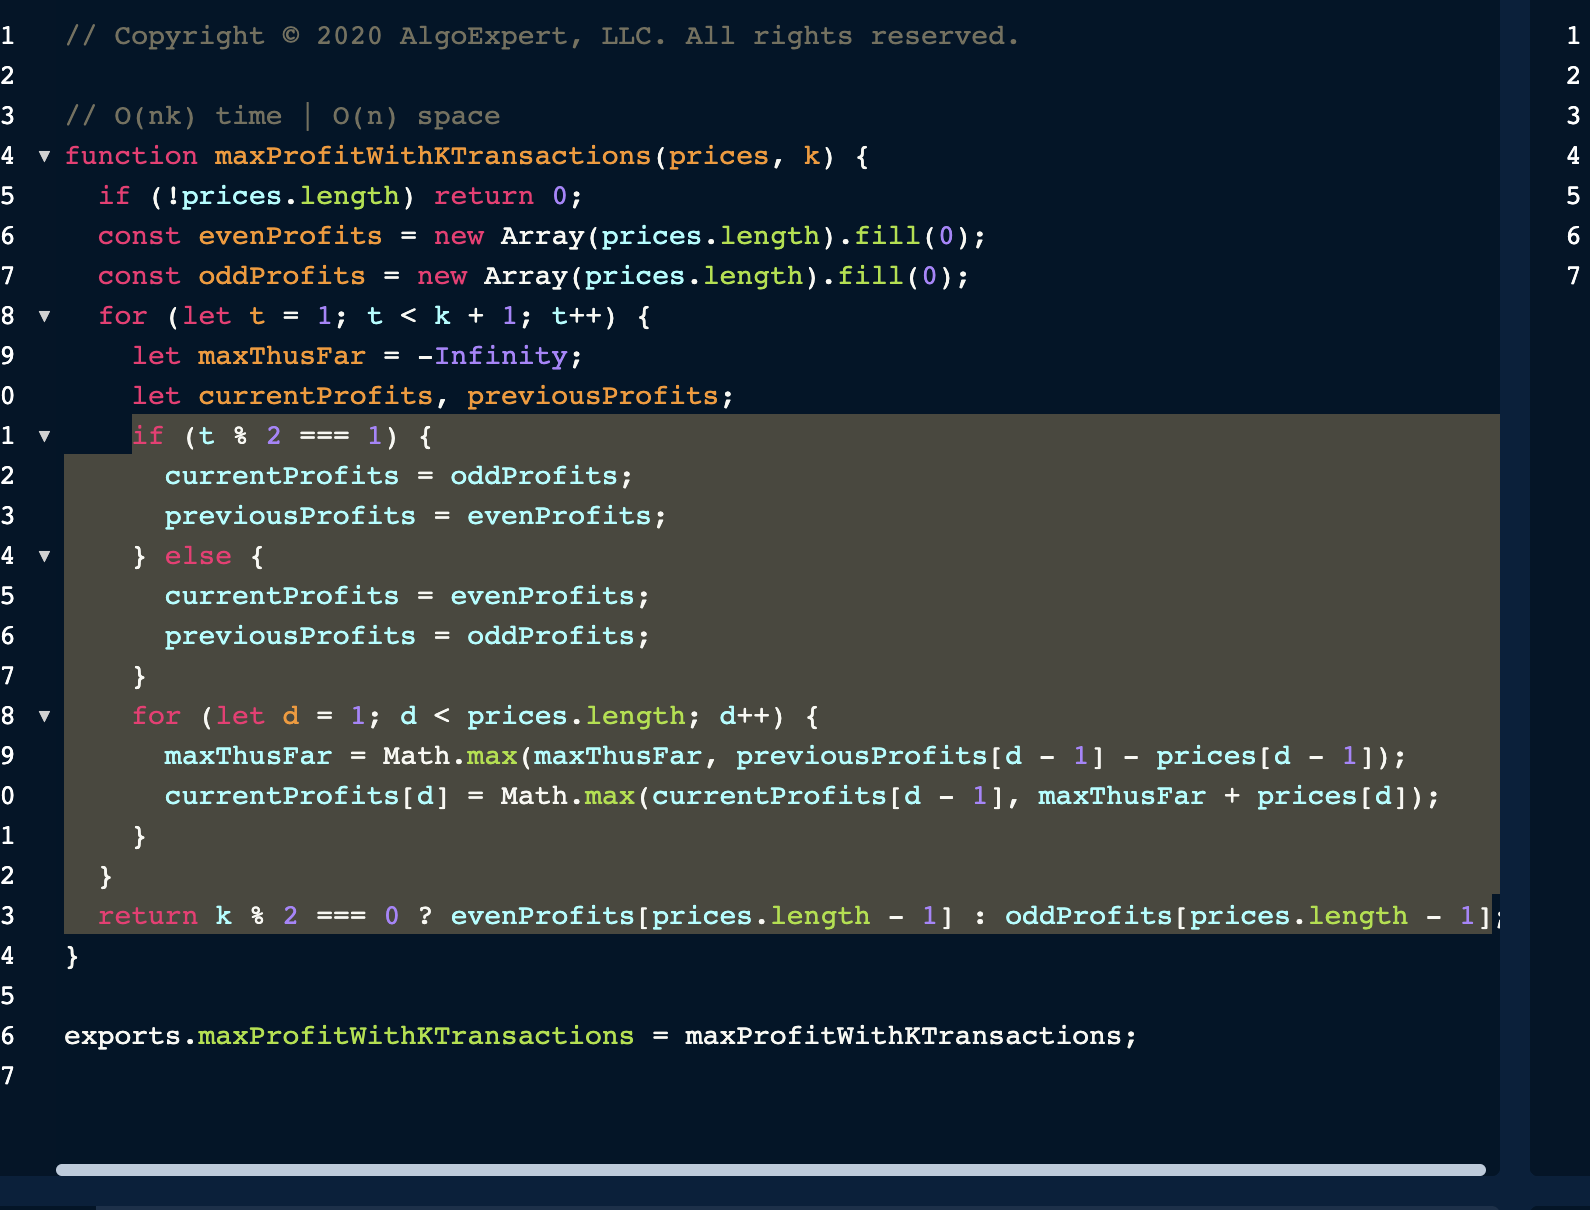 1 // Copyright © 2020 AlgoExpert, LLC. All rights reserved.
2
3 // O(nk) time | O(n) space
4 ▼ function maxProfitWithKTransactions(prices, k) {
5 if (!prices.length) return 0;
6 const evenProfits = new Array(prices.length).fill(0);
7 const oddProfits = new Array(prices.length).fill(0);
8 ▼ for (let t = 1; t < k + 1; t++) {
9 let maxThusFar = -Infinity;
0 let currentProfits, previousProfits;
1 ▼ if (t % 2 === 1) {
2 currentProfits = oddProfits;
3 previousProfits = evenProfits;
4 ▼ } else {
5 currentProfits = evenProfits;
6 previousProfits = oddProfits;
7 }
8 ▼ for (let d = 1; d < prices.length; d++) {
9 maxThusFar = Math.max(maxThusFar, previousProfits[d - 1] - prices[d - 1]);
0 currentProfits[d] = Math.max(currentProfits[d - 1], maxThusFar + prices[d]);
1 }
2 }
3 return k % 2 === 0 ? evenProfits[prices.length - 1] : oddProfits[prices.length - 1];
4 }
5
6 exports.maxProfitWithKTransactions = maxProfitWithKTransactions;
7
1
2
3
4
5
6
7